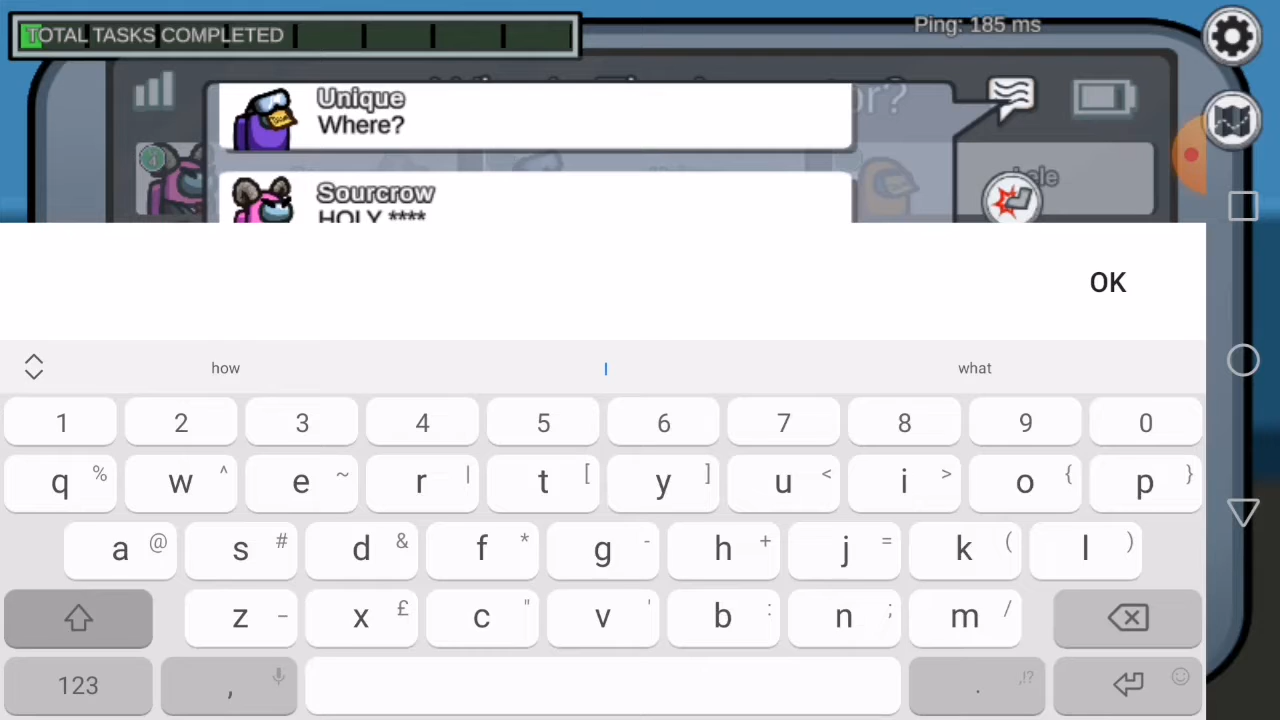 TOTAL TASKS COMPLETED
Ping: 185 ms
or?
Unique
Where?
Sourcrow
HOLY ****
OK
how I what
1 2 3 4 5 6 7 8 9 0
q % w ^ e ~ r | t [ y ] u < i > o { p }
a @ s # d & f * g - h + j = k ( l )
z _ x £ c " v ' b : n ; m /
123 , . ,!?